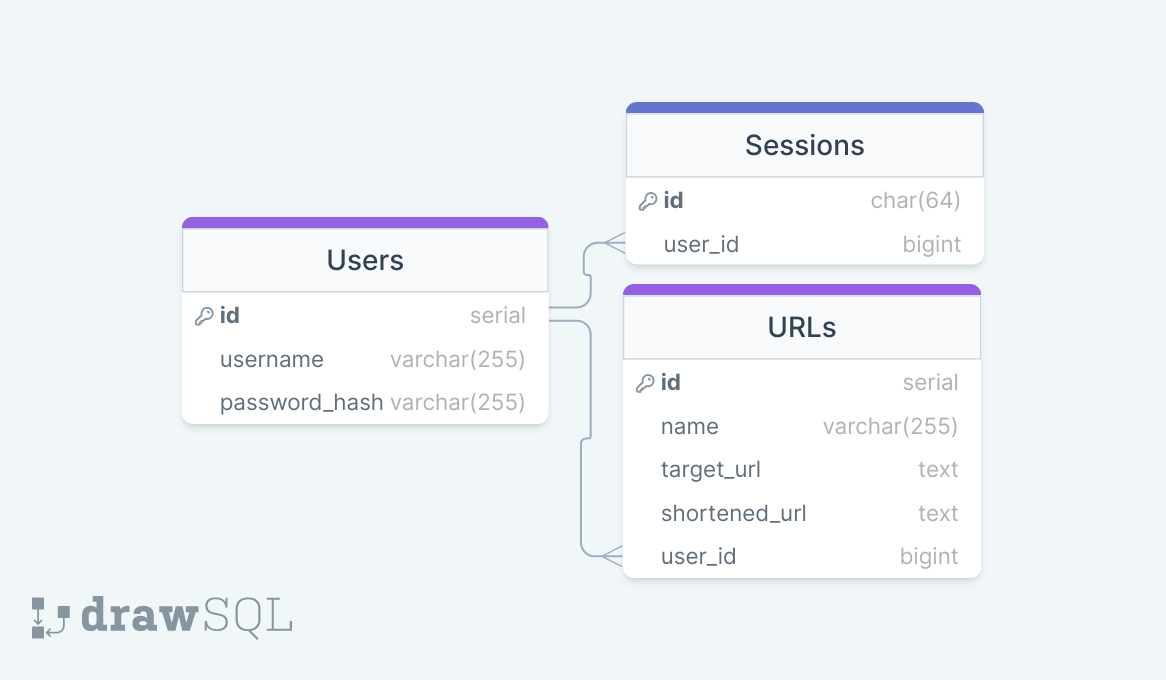 Users
id serial
username varchar(255)
password_hash varchar(255)
Sessions
id char(64)
user_id bigint
URLs
id serial
name varchar(255)
target_url text
shortened_url text
user_id bigint
drawSQL